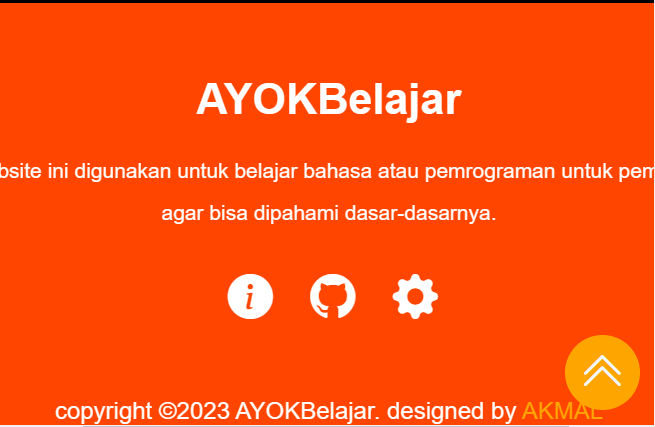 AYOKBelajar
bsite ini digunakan untuk belajar bahasa atau pemrograman untuk pem
agar bisa dipahami dasar-dasarnya.
i
copyright ©2023 AYOKBelajar. designed by AKMAL